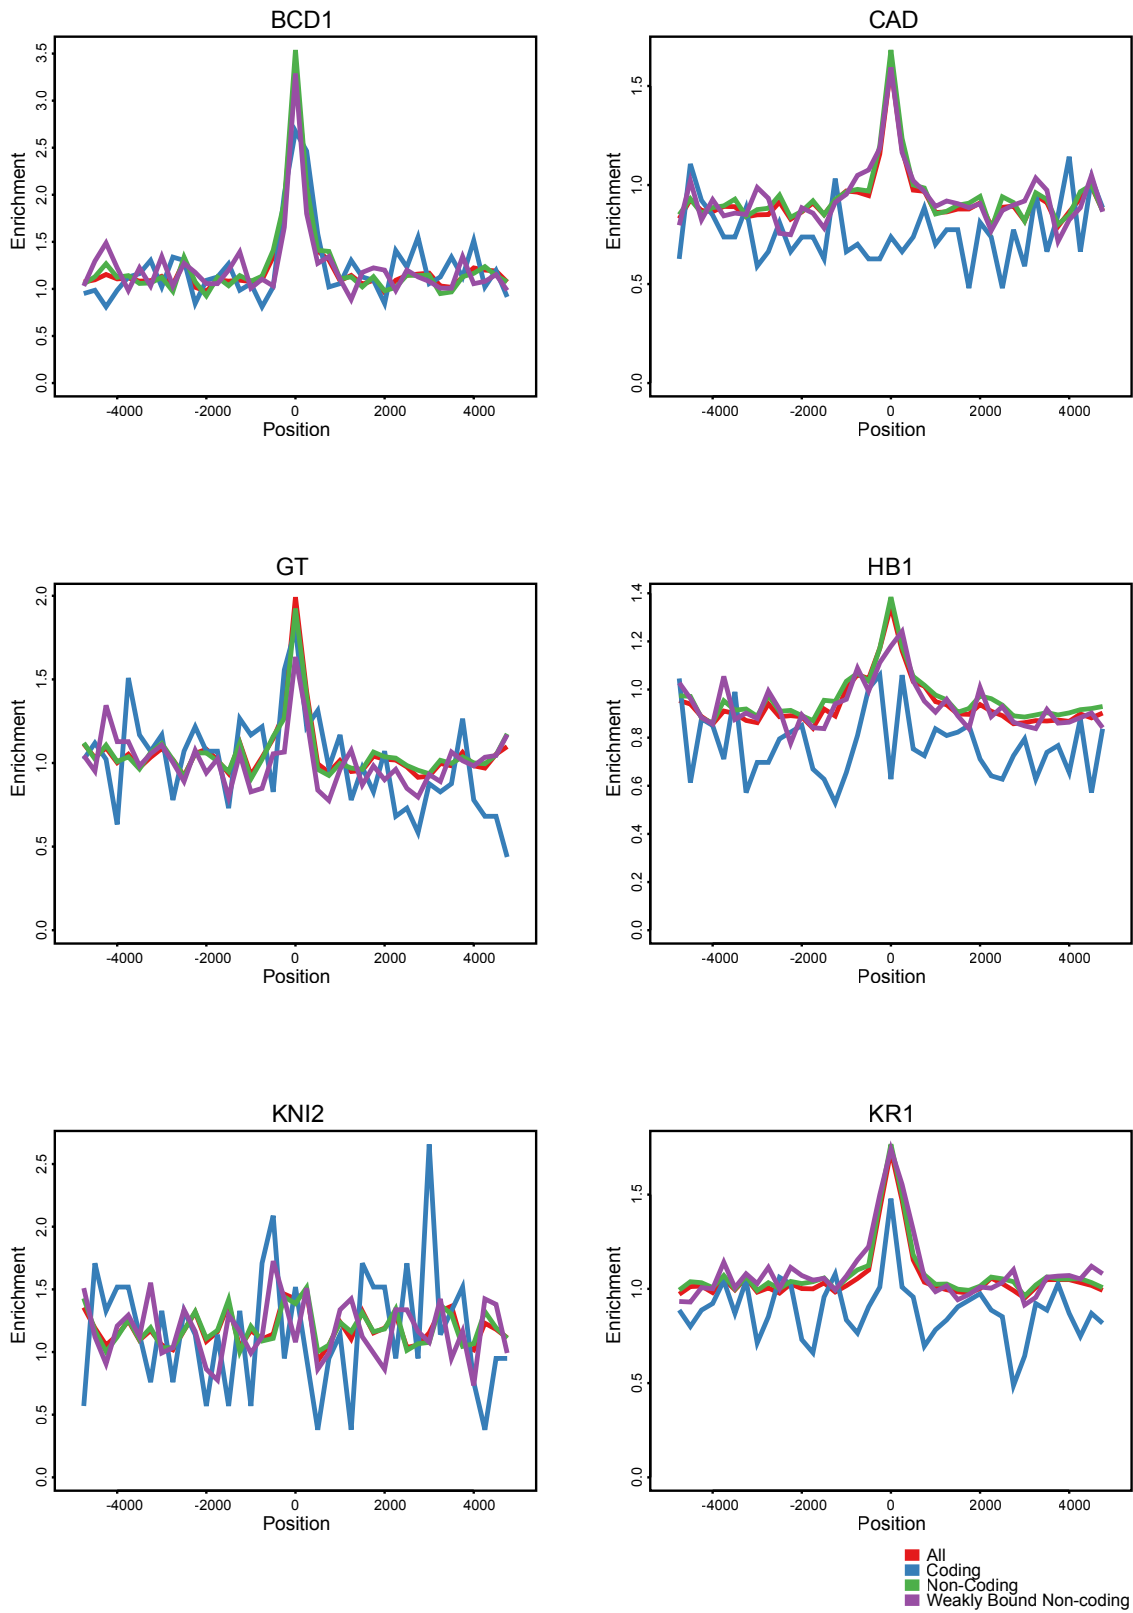 BCD1
Enrichment
0.0 0.5 1.0 1.5 2.0 2.5 3.0 3.5
-4000 -2000 0 2000 4000
Position
CAD
Enrichment
0.0 0.5 1.0 1.5
-4000 -2000 0 2000 4000
Position
GT
Enrichment
0.0 0.5 1.0 1.5 2.0
-4000 -2000 0 2000 4000
Position
HB1
Enrichment
0.0 0.2 0.4 0.6 0.8 1.0 1.2 1.4
-4000 -2000 0 2000 4000
Position
KNI2
Enrichment
0.0 0.5 1.0 1.5 2.0 2.5
-4000 -2000 0 2000 4000
Position
KR1
Enrichment
0.0 0.5 1.0 1.5
-4000 -2000 0 2000 4000
Position
All
Coding
Non-Coding
Weakly Bound Non-coding